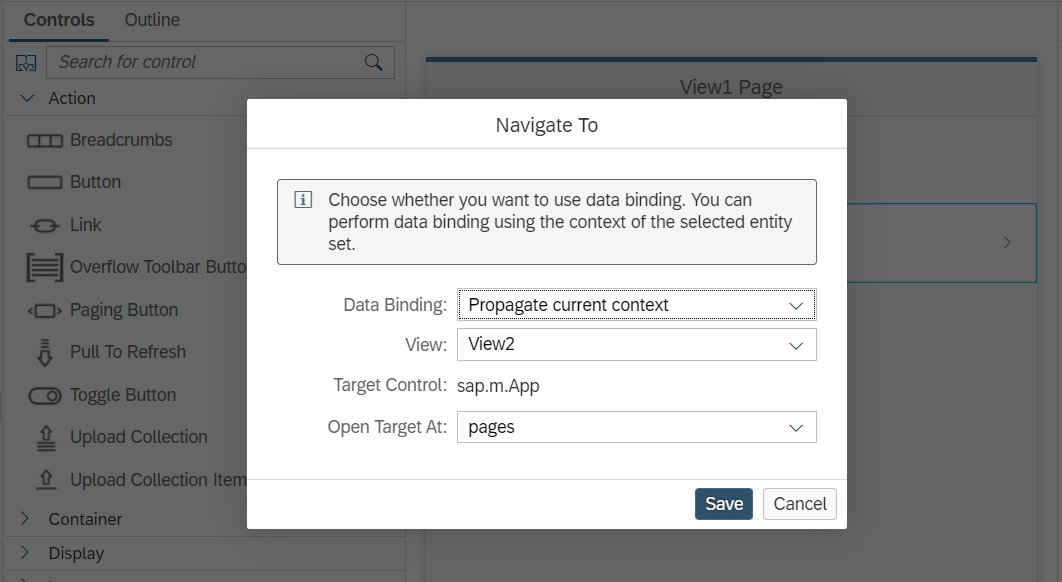 Controls Outline
Search for control
Action
Breadcrumbs
Button
Link
Overflow Toolbar Butto
Paging Button
Pull To Refresh
Toggle Button
Upload Collection
Upload Collection Item
Container
Display
View1 Page
Navigate To
Choose whether you want to use data binding. You can
perform data binding using the context of the selected entity
set.
Data Binding: Propagate current context
View: View2
Target Control: sap.m.App
Open Target At: pages
Save Cancel